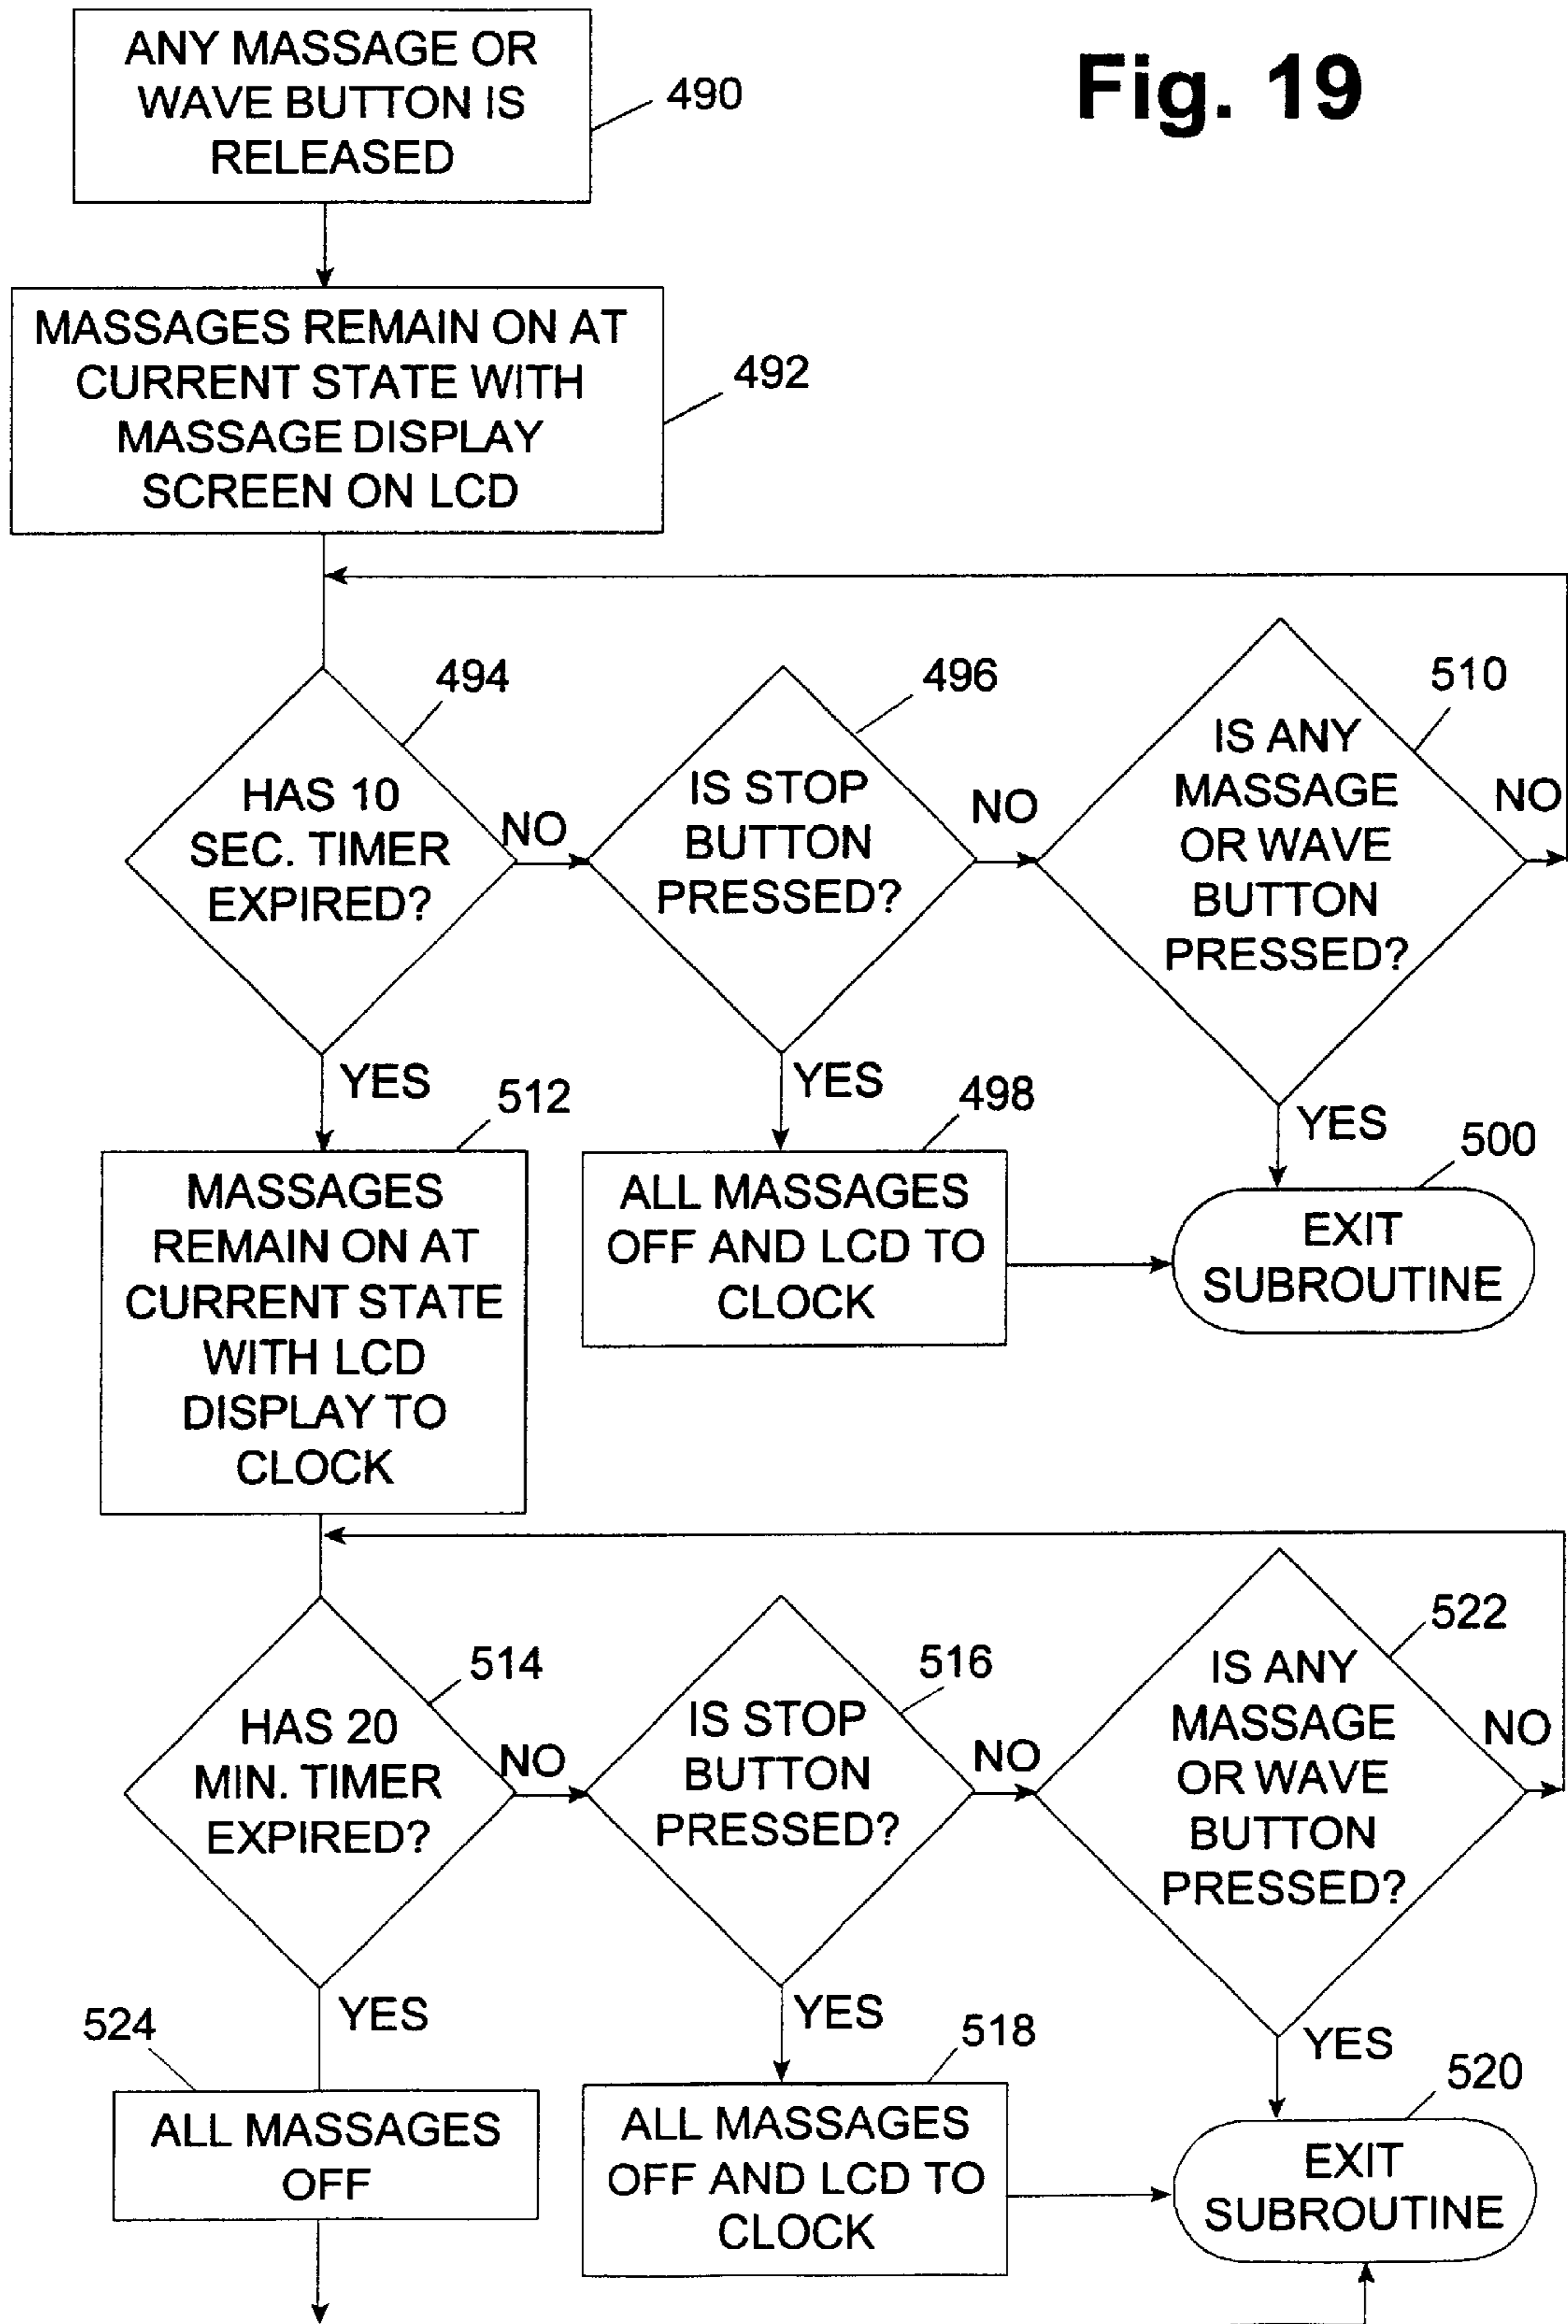 Fig. 19
ANY MASSAGE OR
WAVE BUTTON IS
RELEASED
490
MASSAGES REMAIN ON AT
CURRENT STATE WITH
MASSAGE DISPLAY
SCREEN ON LCD
492
HAS 10
SEC. TIMER
EXPIRED?
494
NO
YES
IS STOP
BUTTON
PRESSED?
496
NO
YES
IS ANY
MASSAGE
OR WAVE
BUTTON
PRESSED?
510
NO
YES
MASSAGES
REMAIN ON AT
CURRENT STATE
WITH LCD
DISPLAY TO
CLOCK
512
ALL MASSAGES
OFF AND LCD TO
CLOCK
498
EXIT
SUBROUTINE
500
HAS 20
MIN. TIMER
EXPIRED?
514
NO
YES
IS STOP
BUTTON
PRESSED?
516
NO
YES
IS ANY
MASSAGE
OR WAVE
BUTTON
PRESSED?
522
NO
YES
524
ALL MASSAGES
OFF
ALL MASSAGES
OFF AND LCD TO
CLOCK
518
EXIT
SUBROUTINE
520